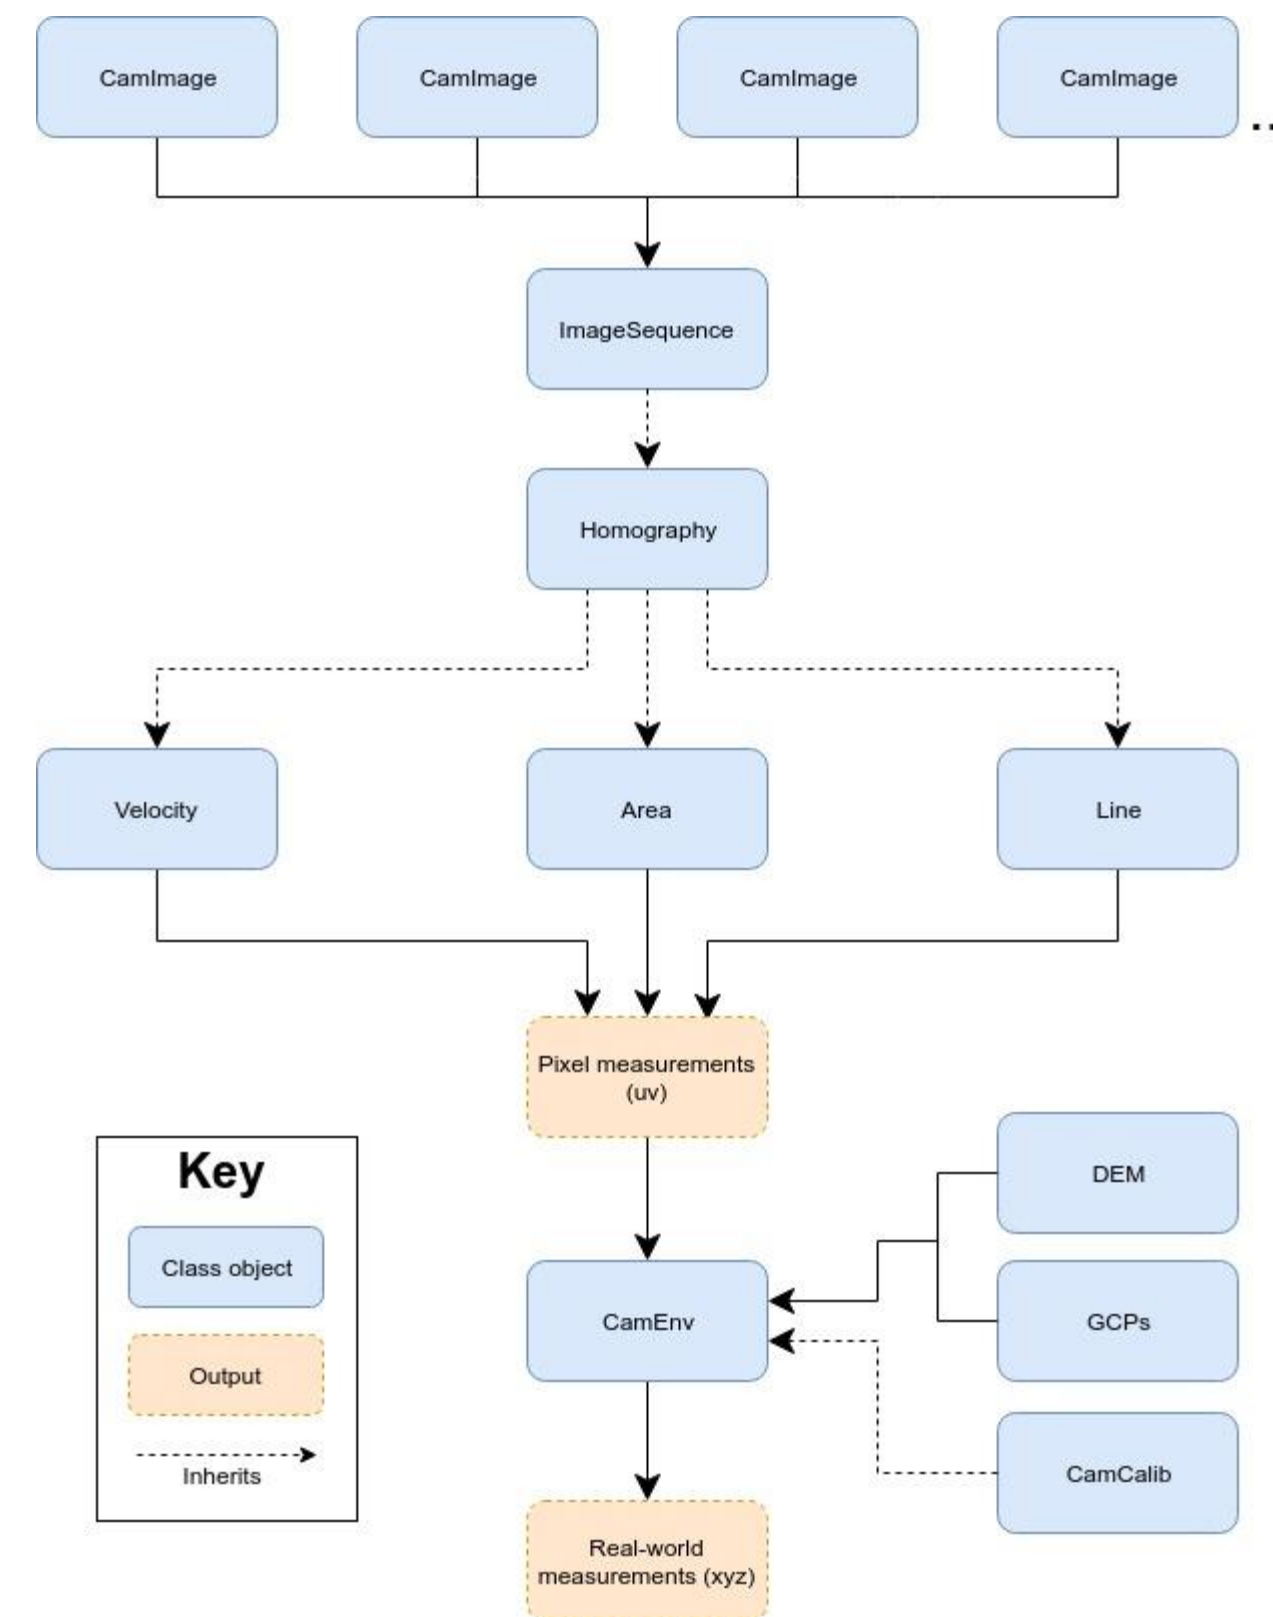 CamImage
CamImage
CamImage
CamImage
...
ImageSequence
Homography
Velocity
Area
Line
Pixel measurements
(uv)
DEM
Key
Class object
CamEnv
GCPs
Output
Inherits
CamCalib
Real-world
measurements (xyz)